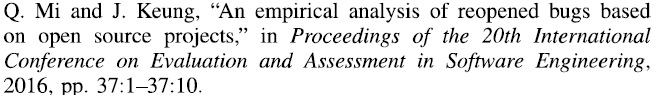 Q. Mi and J. Keung, “An empirical analysis of reopened bugs based
on open source projects,” in Proceedings of the 20th International
Conference on Evaluation and Assessment in Software Engineering,
2016, pp. 37:1–37:10.